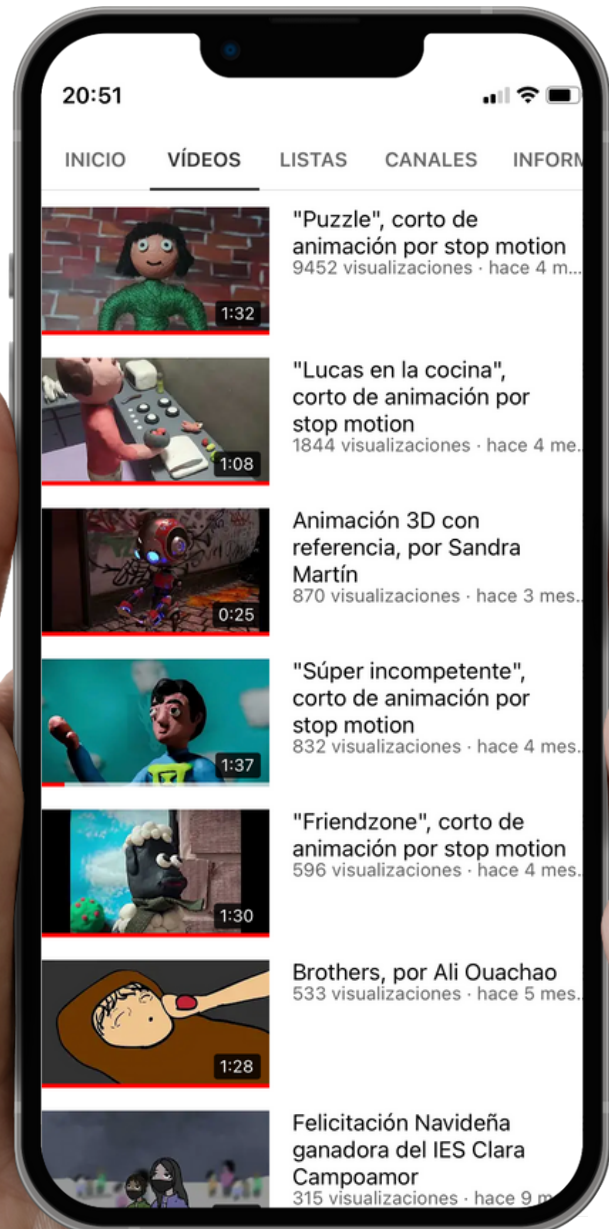 20:51
INICIO VÍDEOS LISTAS CANALES INFORM
"Puzzle", corto de
animación por stop motion
9452 visualizaciones · hace 4 m...
1:32
"Lucas en la cocina",
corto de animación por
stop motion
1844 visualizaciones · hace 4 me..
1:08
Animación 3D con
referencia, por Sandra
Martín
870 visualizaciones · hace 3 mes..
0:25
"Súper incompetente",
corto de animación por
stop motion
832 visualizaciones · hace 4 mes.
1:37
"Friendzone", corto de
animación por stop motion
596 visualizaciones · hace 4 mes.
1:30
Brothers, por Ali Ouachao
533 visualizaciones · hace 5 mes..
1:28
Felicitación Navideña
ganadora del IES Clara
Campoamor
315 visualizaciones · hace 9 m